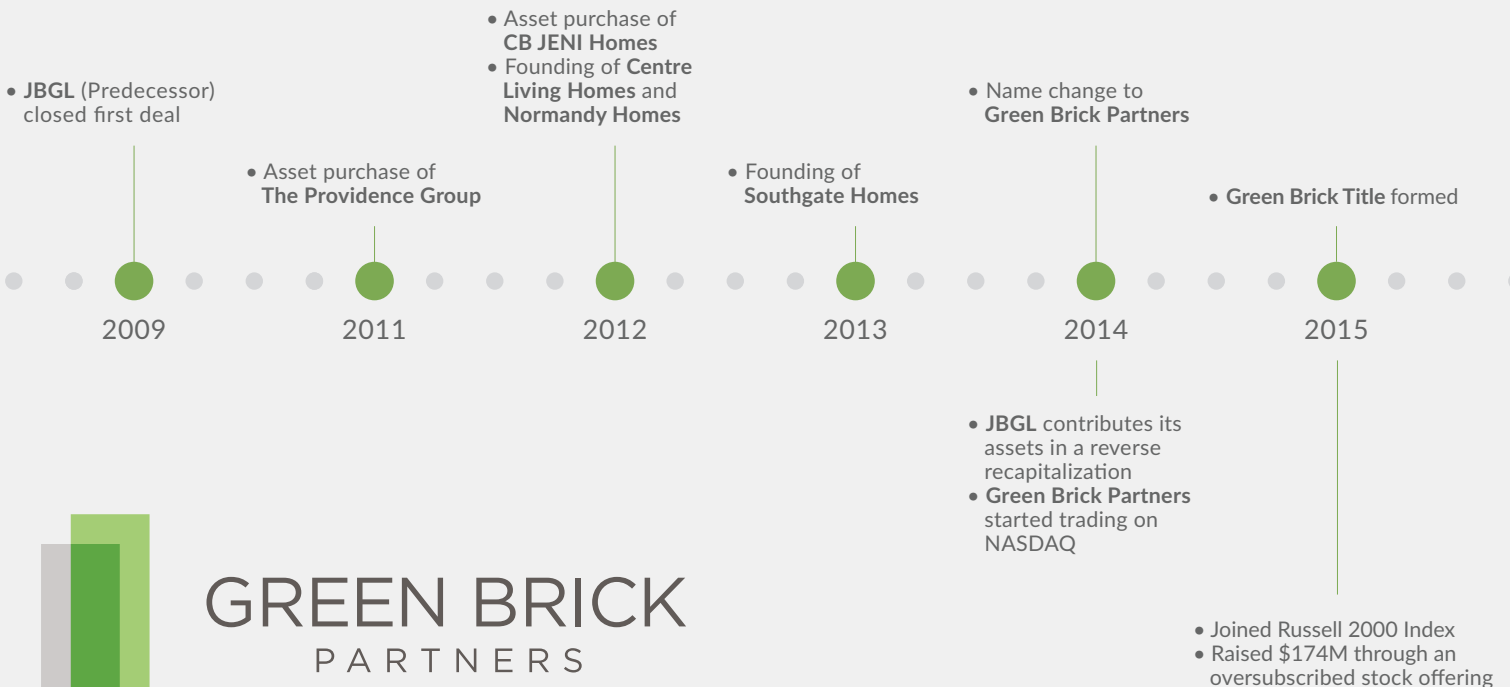 • JBGL (Predecessor)
closed first deal
2009
• Asset purchase of
The Providence Group
2011
• Asset purchase of
CB JENI Homes
• Founding of Centre
Living Homes and
Normandy Homes
2012
• Founding of
Southgate Homes
2013
• Name change to
Green Brick Partners
2014
• JBGL contributes its
assets in a reverse
recapitalization
• Green Brick Partners
started trading on
NASDAQ
• Green Brick Title formed
2015
• Joined Russell 2000 Index
• Raised $174M through an
oversubscribed stock offering
GREEN BRICK
PARTNERS